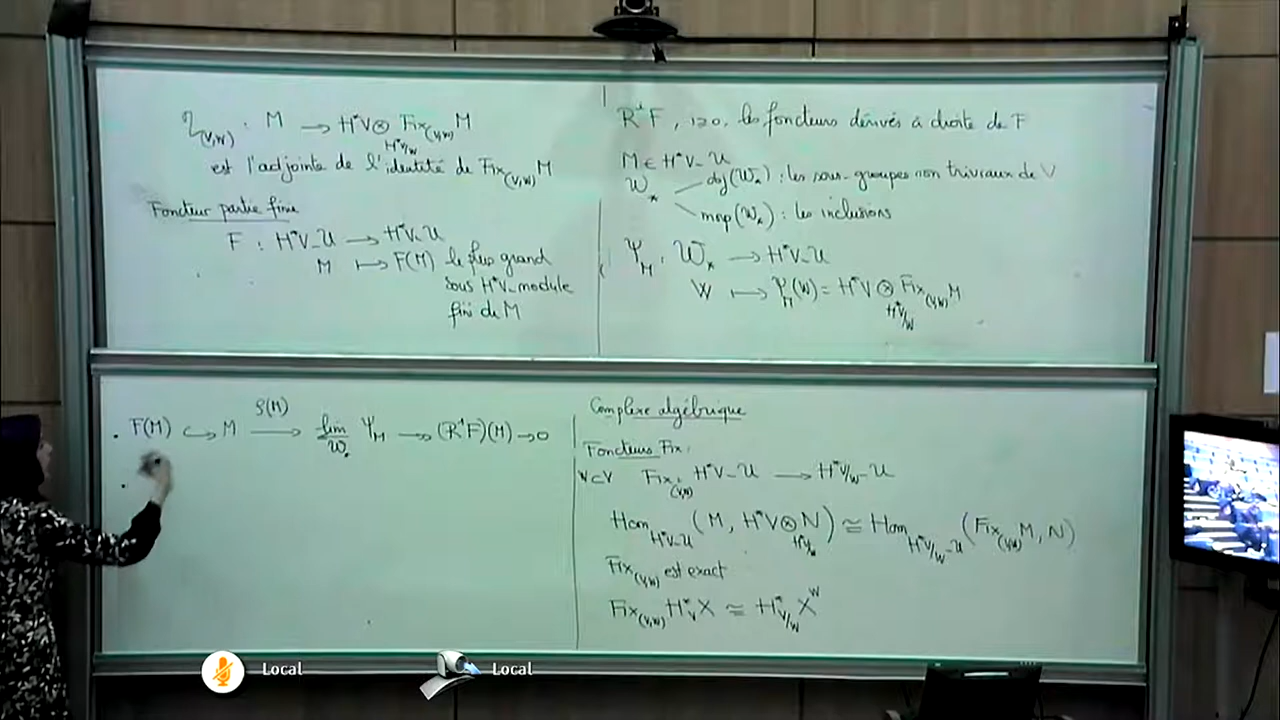 η_(V,W) : M → H*V ⊗_{H*V/W} Fix_(V,W) M
est l'adjointe de l'identité de Fix_(V,W) M
Foncteur partie finie
F : H*V-U → H*V-U
M ↦ F(M) le plus grand
sous H*V-module
fini de M
R¹F, i≥0, les foncteurs dérivés à droite de F
M ∈ H*V-U
W_* obj(W_*) : les sous-groupes non triviaux de V
mop(W_*) : les inclusions
Ψ_M : W_* → H*V-U
W ↦ Ψ_M(W) = H*V ⊗_{H*V/W} Fix_(V,W) M
. F(M) ↪ M →^{ρ(M)} lim_{W_*} Ψ_M → (R¹F)(M) → 0
.
Complexe algébrique
Foncteurs Fix :
W⊂V Fix_(V,W) : H*V-U → H*V/W-U
Hom_{H*V-U} (M, H*V ⊗_{H*V/W} N) ≃ Hom_{H*V/W-U} (Fix_(V,W) M, N)
Fix_(V,W) est exact
Fix_(V,W) H*_V X ≃ H*_{V/W} X^W
Local
Local